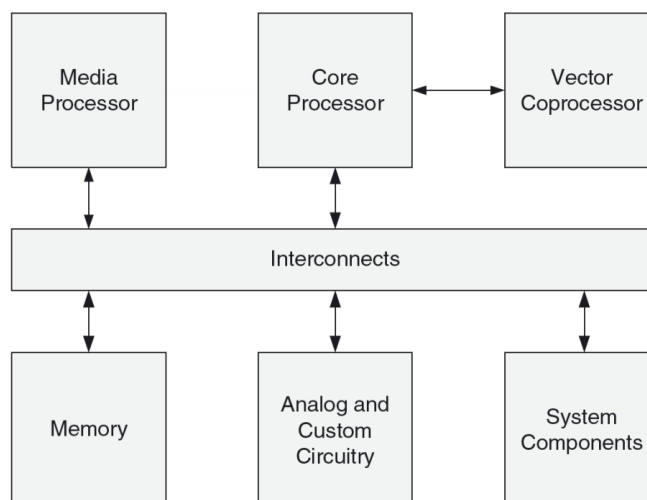 Media
Processor
Core
Processor
Vector
Coprocessor
Interconnects
Memory
Analog and
Custom
Circuitry
System
Components